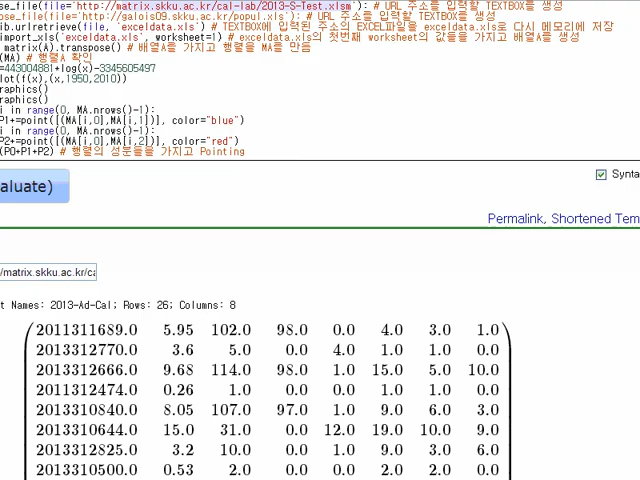 se_file(file='http://matrix.skku.ac.kr/cal-lab/2013-S-Test.xlsm'): # URL 주소를 입력할 TEXTBOX를 생성
pse_file(file='http://galois09.skku.ac.kr/popul.xls'): # URL 주소를 입력할 TEXTBOX를 생성
ib.urlretrieve(file, 'exceldata.xls') # TEXTBOX에 입력된 주소의 EXCEL파일을 exceldata.xls로 다시 메모리에 저장
import_xls('exceldata.xls', worksheet=1) # exceldata.xls의 첫번째 worksheet의 값들을 가지고 배열A를 생성
matrix(A).transpose() # 배열A를 가지고 행렬을 MA를 만듬
(MA) # 행렬A 확인
=443004881*log(x)-3345605497
lot(f(x),(x,1950,2010))
raphics()
raphics()
i in range(0, MA.nrows()-1):
P1+=point([(MA[i,0],MA[i,1])], color="blue")
i in range(0, MA.nrows()-1):
P2+=point([(MA[i,0],MA[i,2])], color="red")
(P0+P1+P2) # 행렬의 성분들을 가지고 Pointing
Synta
aluate)
Permalink, Shortened Tem
/matrix.skku.ac.kr/ca
t Names: 2013-Ad-Cal; Rows: 26; Columns: 8
2011311689.0 5.95 102.0 98.0 0.0 4.0 3.0 1.0
2013312770.0 3.6 5.0 0.0 4.0 1.0 1.0 0.0
2013312666.0 9.68 114.0 98.0 1.0 15.0 5.0 10.0
2011312474.0 0.26 1.0 0.0 0.0 1.0 1.0 0.0
2013310840.0 8.05 107.0 97.0 1.0 9.0 6.0 3.0
2013310644.0 15.0 31.0 0.0 12.0 19.0 10.0 9.0
2013312825.0 3.2 10.0 0.0 1.0 9.0 3.0 6.0
2013310500.0 0.53 2.0 0.0 0.0 2.0 2.0 0.0